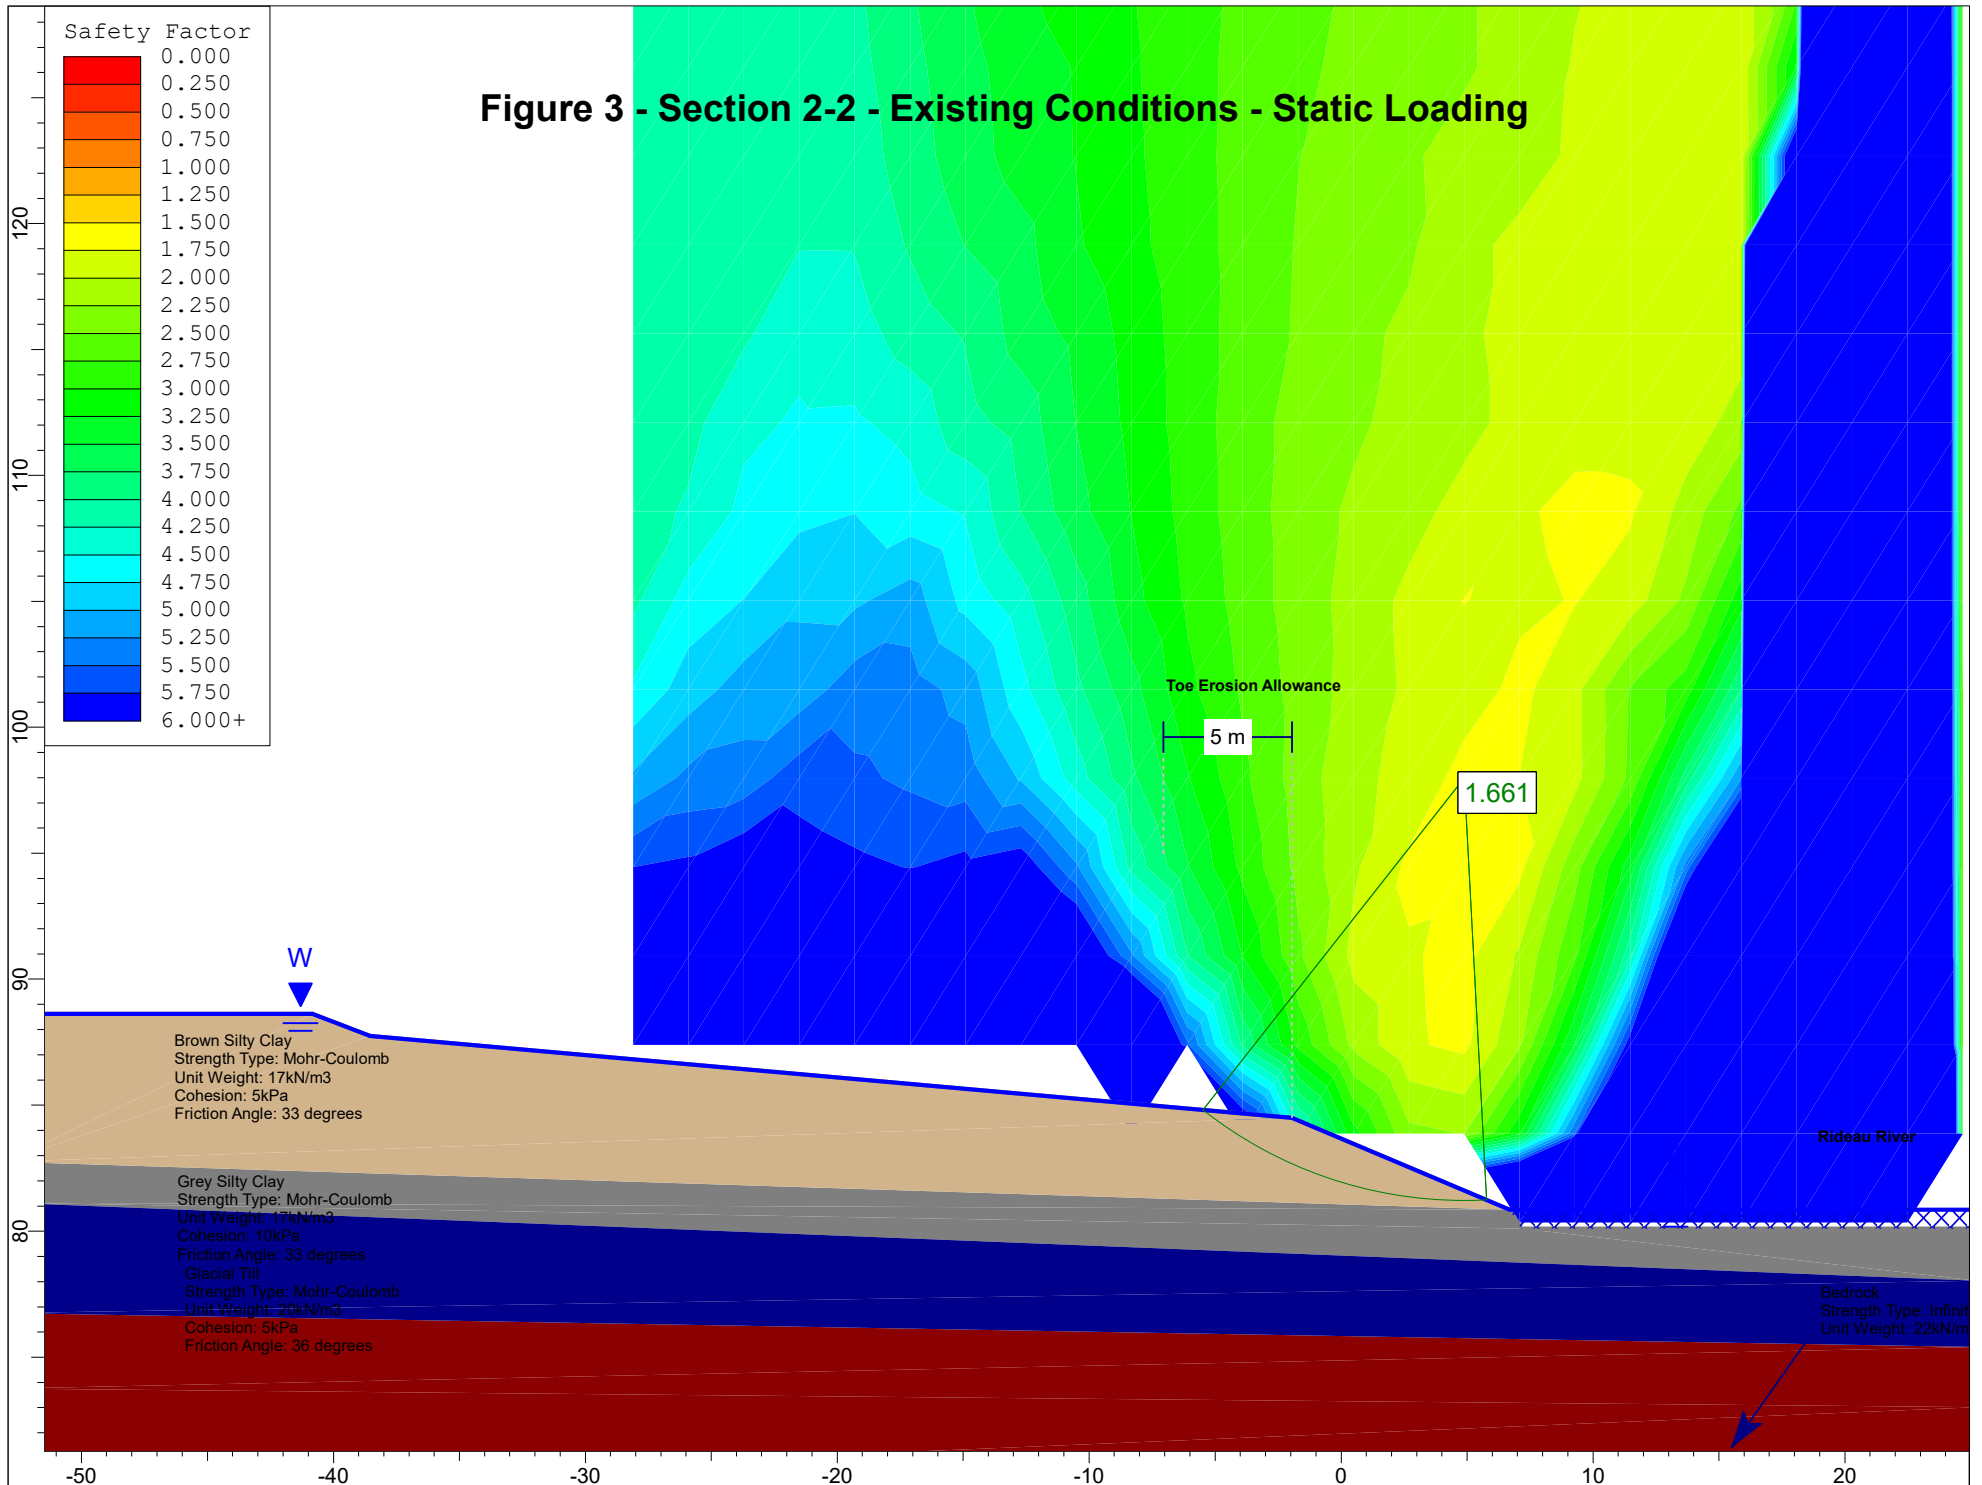 Safety Factor
0.000
0.250
0.500
0.750
1.000
1.250
1.500
1.750
2.000
2.250
2.500
2.750
3.000
3.250
3.500
3.750
4.000
4.250
4.500
4.750
5.000
5.250
5.500
5.750
6.000+
Figure 3 - Section 2-2 - Existing Conditions - Static Loading
120
110
100
90
80
Toe Erosion Allowance
5 m
1.661
W
Brown Silty Clay
Strength Type: Mohr-Coulomb
Unit Weight: 17kN/m3
Cohesion: 5kPa
Friction Angle: 33 degrees
Rideau River
Grey Silty Clay
Strength Type: Mohr-Coulomb
Unit Weight: 17kN/m3
Cohesion: 10kPa
Friction Angle: 33 degrees
Glacial Till
Strength Type: Mohr-Coulomb
Unit Weight: 20kN/m3
Cohesion: 5kPa
Friction Angle: 36 degrees
Bedrock
Strength Type: Infinit
Unit Weight: 22kN/m
-50
-40
-30
-20
-10
0
10
20